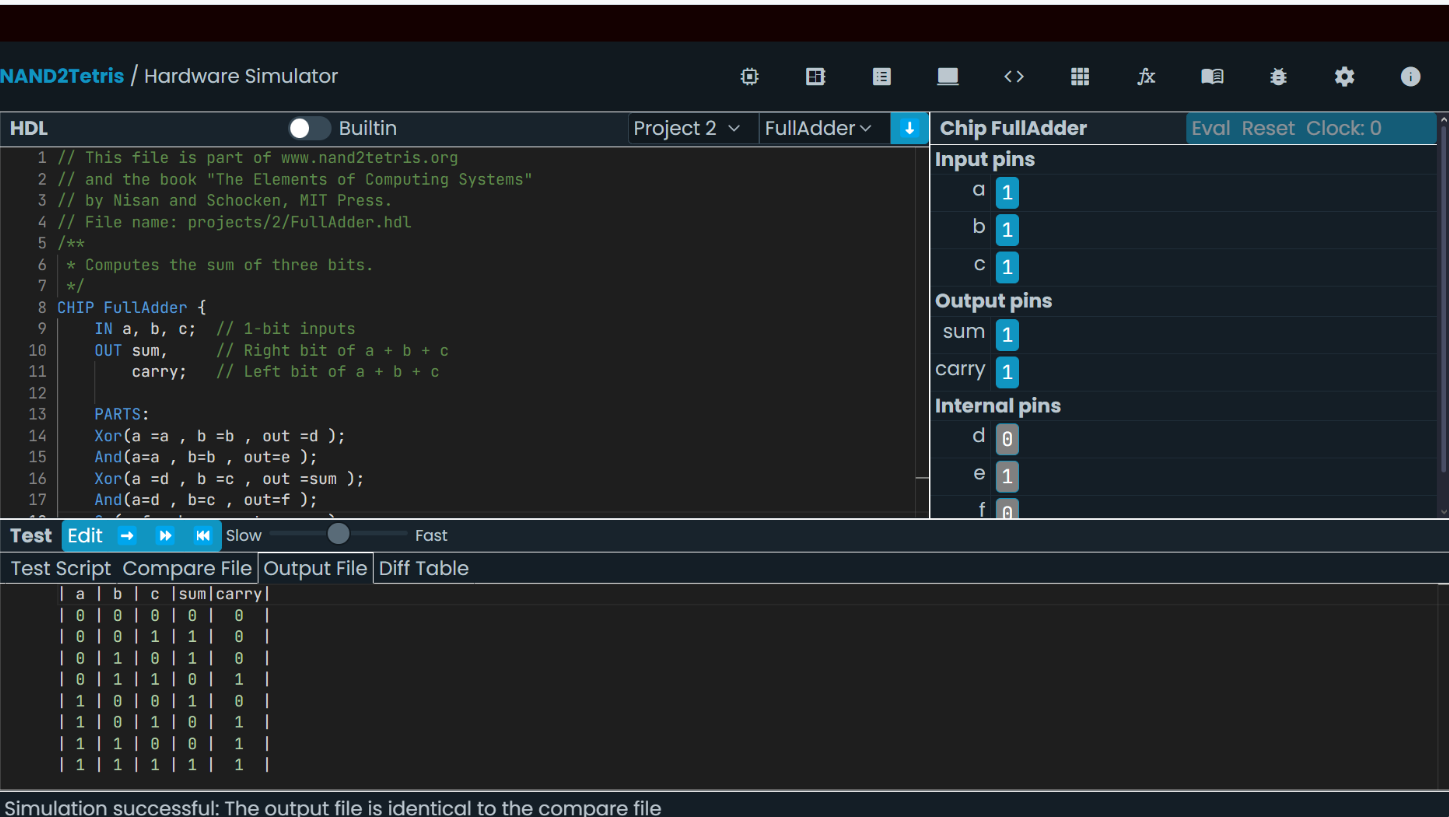 NAND2Tetris / Hardware Simulator
HDL
Builtin
Project 2
FullAdder
1 // This file is part of www.nand2tetris.org
2 // and the book "The Elements of Computing Systems"
3 // by Nisan and Schocken, MIT Press.
4 // File name: projects/2/FullAdder.hdl
5 /**
6 * Computes the sum of three bits.
7 */
8 CHIP FullAdder {
9 IN a, b, c; // 1-bit inputs
10 OUT sum, // Right bit of a + b + c
11 carry; // Left bit of a + b + c
12
13 PARTS:
14 Xor(a =a , b =b , out =d );
15 And(a=a , b=b , out=e );
16 Xor(a =d , b =c , out =sum );
17 And(a=d , b=c , out=f );
Chip FullAdder
Eval Reset Clock: 0
Input pins
a 1
b 1
c 1
Output pins
sum 1
carry 1
Internal pins
d 0
e 1
f 0
Test Edit
Slow
Fast
Test Script Compare File Output File Diff Table
| a | b | c |sum|carry|
| 0 | 0 | 0 | 0 | 0 |
| 0 | 0 | 1 | 1 | 0 |
| 0 | 1 | 0 | 1 | 0 |
| 0 | 1 | 1 | 0 | 1 |
| 1 | 0 | 0 | 1 | 0 |
| 1 | 0 | 1 | 0 | 1 |
| 1 | 1 | 0 | 0 | 1 |
| 1 | 1 | 1 | 1 | 1 |
Simulation successful: The output file is identical to the compare file